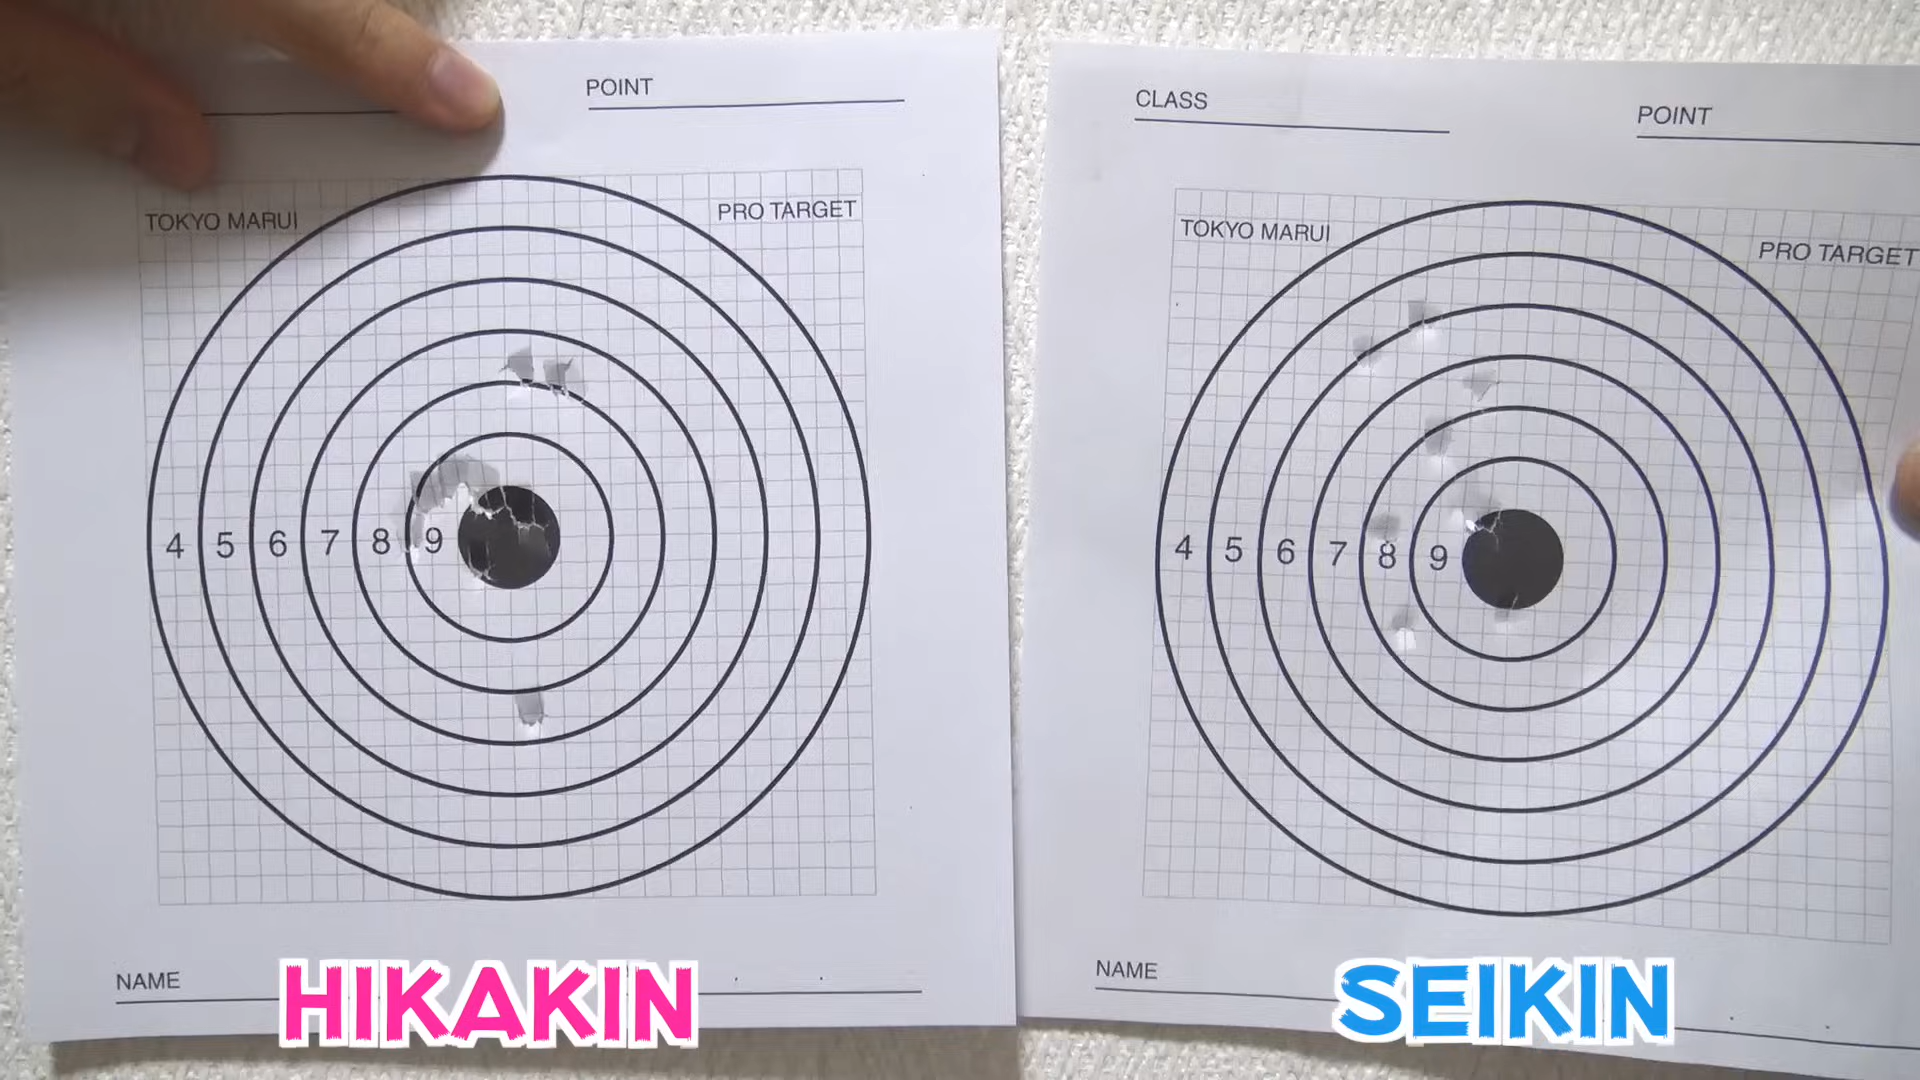 POINT
TOKYO MARUI
PRO TARGET
4 5 6 7 8 9
NAME
HIKAKIN
CLASS
POINT
TOKYO MARUI
PRO TARGET
4 5 6 7 8 9
NAME
SEIKIN